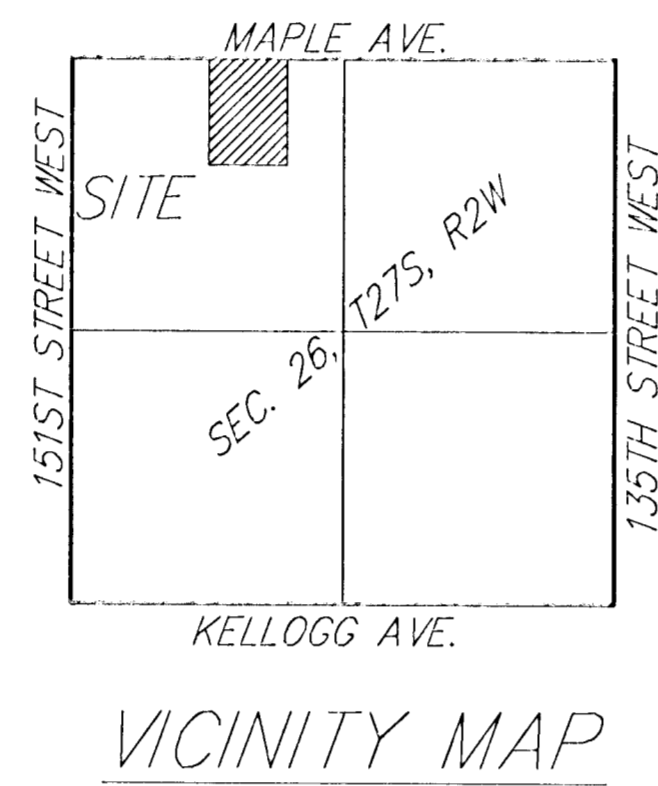 MAPLE AVE.
151ST STREET WEST
SITE
SEC. 26, T27S, R2W
135TH STREET WEST
KELLOGG AVE.
VICINITY MAP